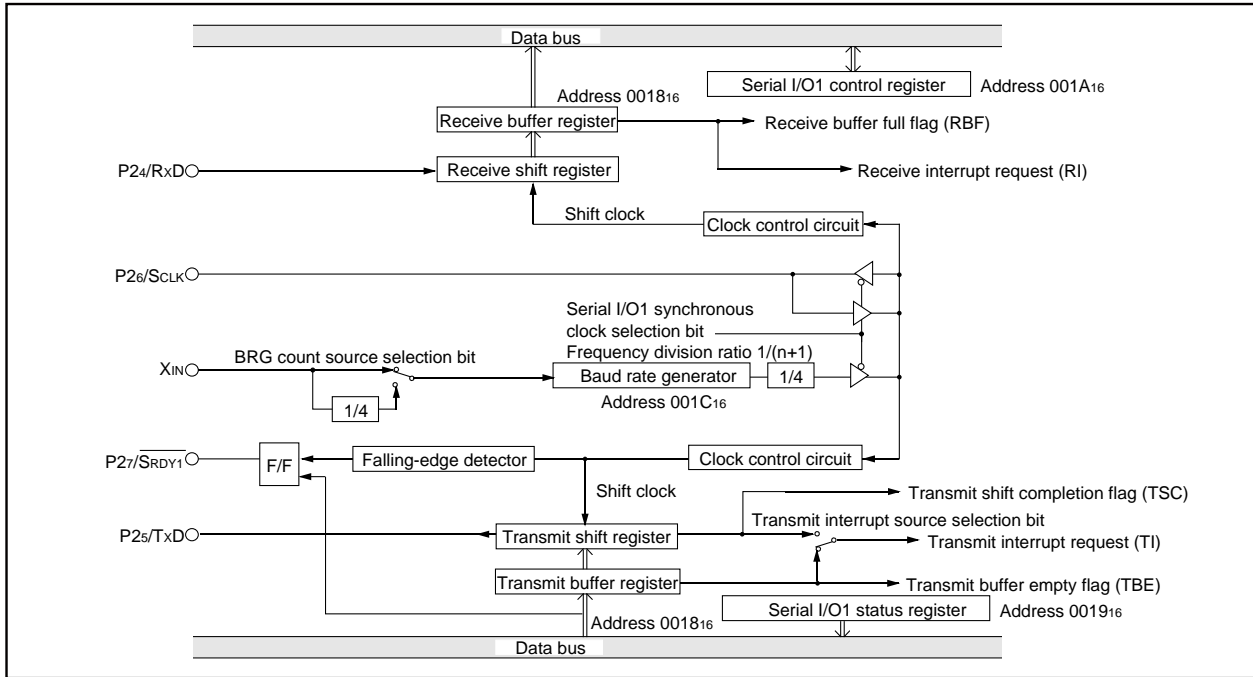 Data bus
Serial I/O1 control register Address 001A16
Address 001816
Receive buffer register Receive buffer full flag (RBF)
P24/RXD Receive shift register Receive interrupt request (RI)
Shift clock Clock control circuit
P26/SCLK
Serial I/O1 synchronous
clock selection bit
BRG count source selection bit Frequency division ratio 1/(n+1)
XIN Baud rate generator 1/4
1/4 Address 001C16
P27/SRDY1 F/F Falling-edge detector Clock control circuit
Shift clock Transmit shift completion flag (TSC)
Transmit interrupt source selection bit
P25/TXD Transmit shift register Transmit interrupt request (TI)
Transmit buffer register Transmit buffer empty flag (TBE)
Address 001816 Serial I/O1 status register Address 001916
Data bus